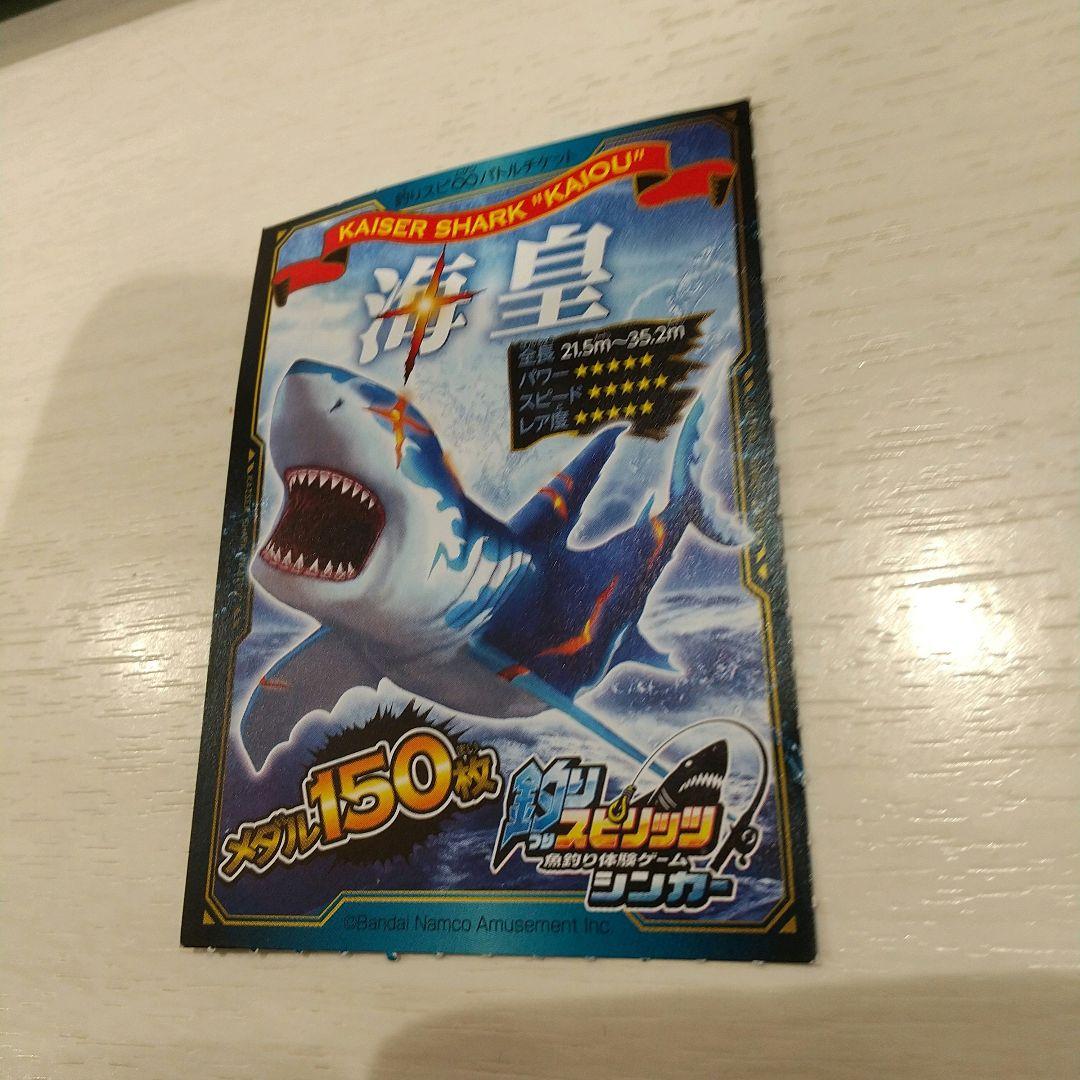 釣りスピ∞バトルチケット
KAISER SHARK "KAIOU"
海皇
全長 21.5m～35.2m
パワー ★★★★★
スピード ★★★★★
レア度 ★★★★★
メダル150枚
釣りスピリッツ
つり
魚釣り体験ゲーム
シンカー
©Bandai Namco Amusement Inc.